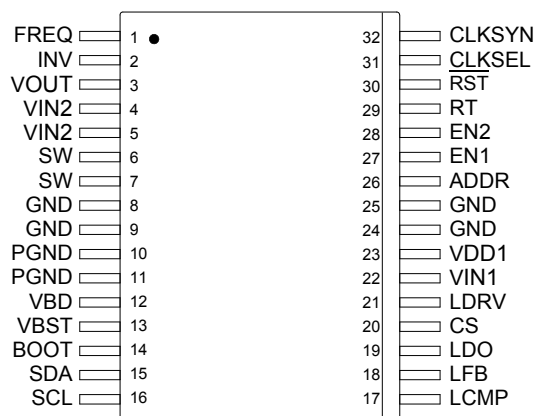 FREQ 1 32 CLKSYN
INV 2 31 CLKSEL
VOUT 3 30 RST
VIN2 4 29 RT
VIN2 5 28 EN2
SW 6 27 EN1
SW 7 26 ADDR
GND 8 25 GND
GND 9 24 GND
PGND 10 23 VDD1
PGND 11 22 VIN1
VBD 12 21 LDRV
VBST 13 20 CS
BOOT 14 19 LDO
SDA 15 18 LFB
SCL 16 17 LCMP